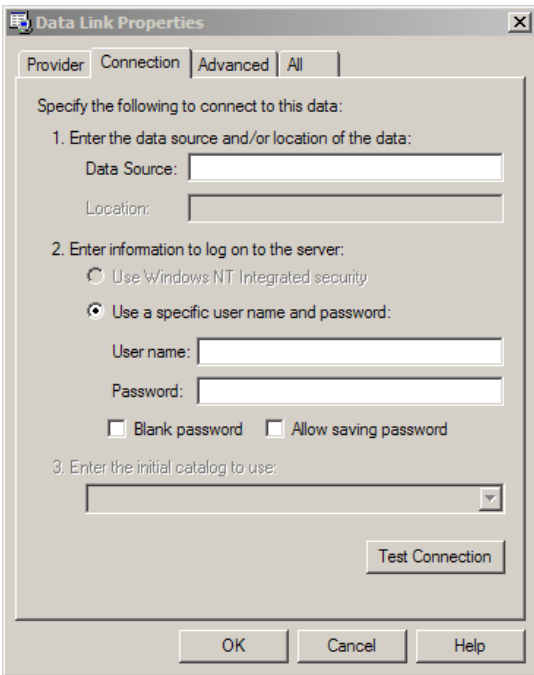 Data Link Properties
Provider Connection Advanced All
Specify the following to connect to this data:
1. Enter the data source and/or location of the data:
Data Source:
Location:
2. Enter information to log on to the server:
Use Windows NT Integrated security
Use a specific user name and password:
User name:
Password:
Blank password Allow saving password
3. Enter the initial catalog to use:
Test Connection
OK Cancel Help